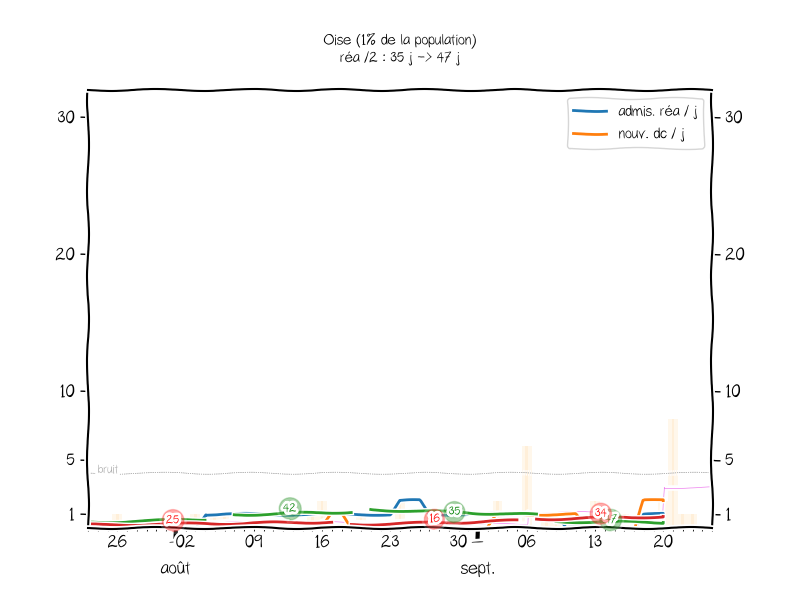 Oise (1% de la population)
réa /2 : 35 j -> 47 j
admis. réa / j
nouv. dc / j
30 30
20 20
10 10
5 5
bruit
1 1
25 42 16 35 34
26 02 09 16 23 30 06 13 20
août sept.